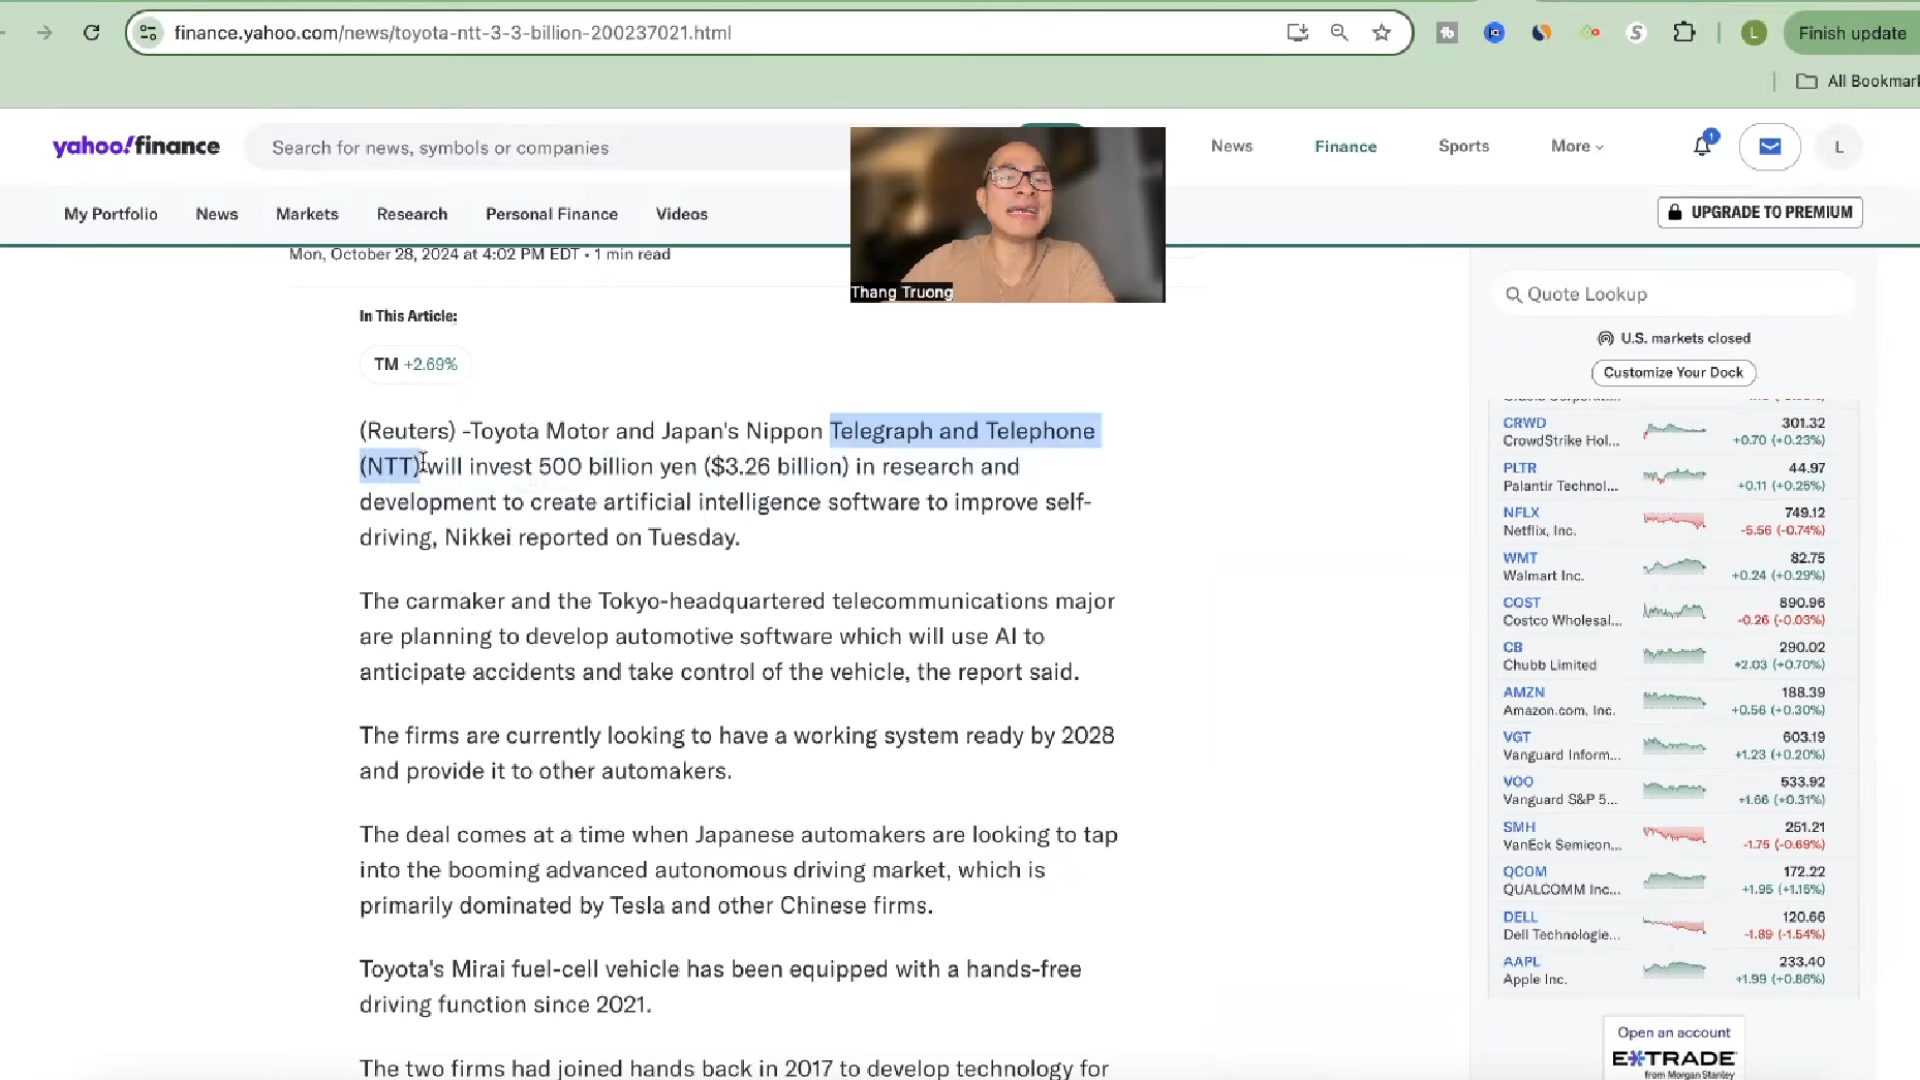 finance.yahoo.com/news/toyota-ntt-3-3-billion-200237021.html
L
Finish update
All Bookmar
yahoo!finance
Search for news, symbols or companies
News
Finance
Sports
More
1
L
My Portfolio
News
Markets
Research
Personal Finance
Videos
UPGRADE TO PREMIUM
Thang Truong
Mon, October 28, 2024 at 4:02 PM EDT • 1 min read
In This Article:
TM +2.69%
(Reuters) -Toyota Motor and Japan's Nippon Telegraph and Telephone
(NTT) will invest 500 billion yen ($3.26 billion) in research and
development to create artificial intelligence software to improve self-
driving, Nikkei reported on Tuesday.
The carmaker and the Tokyo-headquartered telecommunications major
are planning to develop automotive software which will use AI to
anticipate accidents and take control of the vehicle, the report said.
The firms are currently looking to have a working system ready by 2028
and provide it to other automakers.
The deal comes at a time when Japanese automakers are looking to tap
into the booming advanced autonomous driving market, which is
primarily dominated by Tesla and other Chinese firms.
Toyota's Mirai fuel-cell vehicle has been equipped with a hands-free
driving function since 2021.
The two firms had joined hands back in 2017 to develop technology for
Quote Lookup
U.S. markets closed
Customize Your Dock
CRWD 301.32
CrowdStrike Hol... +0.70 (+0.23%)
PLTR 44.97
Palantir Technol... +0.11 (+0.25%)
NFLX 749.12
Netflix, Inc. -5.56 (-0.74%)
WMT 82.75
Walmart Inc. +0.24 (+0.29%)
COST 890.96
Costco Wholesal... -0.26 (-0.03%)
CB 290.02
Chubb Limited +2.03 (+0.70%)
AMZN 188.39
Amazon.com, Inc. +0.56 (+0.30%)
VGT 603.19
Vanguard Inform... +1.23 (+0.20%)
VOO 533.92
Vanguard S&P 5... +1.66 (+0.31%)
SMH 251.21
VanEck Semicon... -1.75 (-0.69%)
QCOM 172.22
QUALCOMM Inc... +1.95 (+1.15%)
DELL 120.66
Dell Technologie... -1.89 (-1.54%)
AAPL 233.40
Apple Inc. +1.99 (+0.86%)
Open an account
E*TRADE
from Morgan Stanley